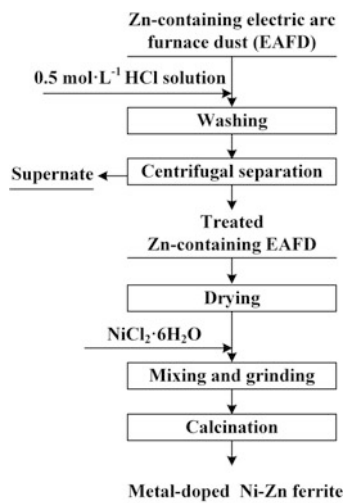 Zn-containing electric arc
furnace dust (EAFD)
0.5 mol·L⁻¹ HCl solution
Washing
Supernate
Centrifugal separation
Treated
Zn-containing EAFD
Drying
NiCl₂·6H₂O
Mixing and grinding
Calcination
Metal-doped Ni-Zn ferrite